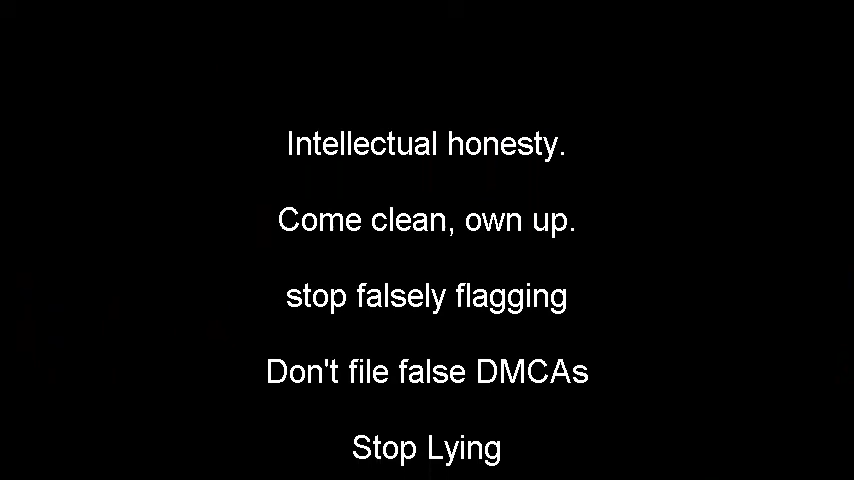 Intellectual honesty.
Come clean, own up.
stop falsely flagging
Don't file false DMCAs
Stop Lying